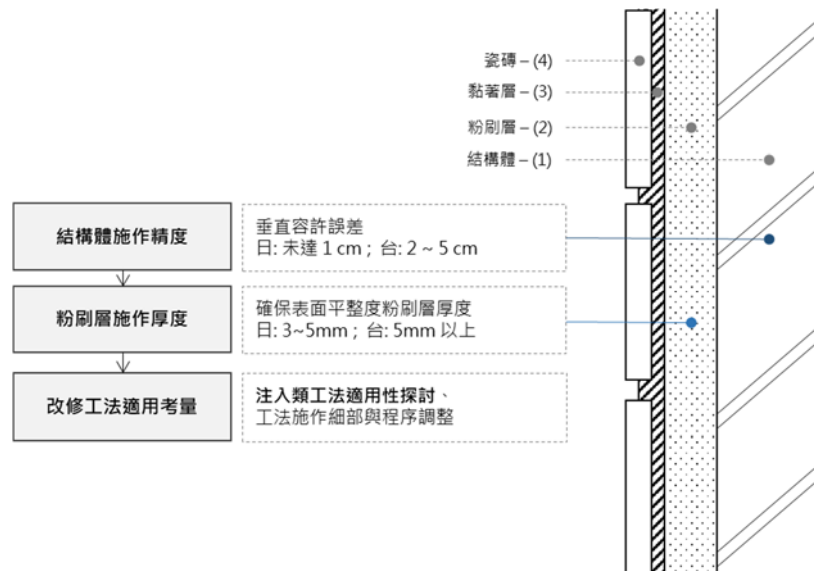 瓷磚 – (4)
黏著層 – (3)
粉刷層 – (2)
結構體 – (1)
結構體施作精度
垂直容許誤差
日: 未達 1 cm ; 台: 2 ~ 5 cm
粉刷層施作厚度
確保表面平整度粉刷層厚度
日: 3~5mm ; 台: 5mm 以上
改修工法適用考量
注入類工法適用性探討、
工法施作細部與程序調整